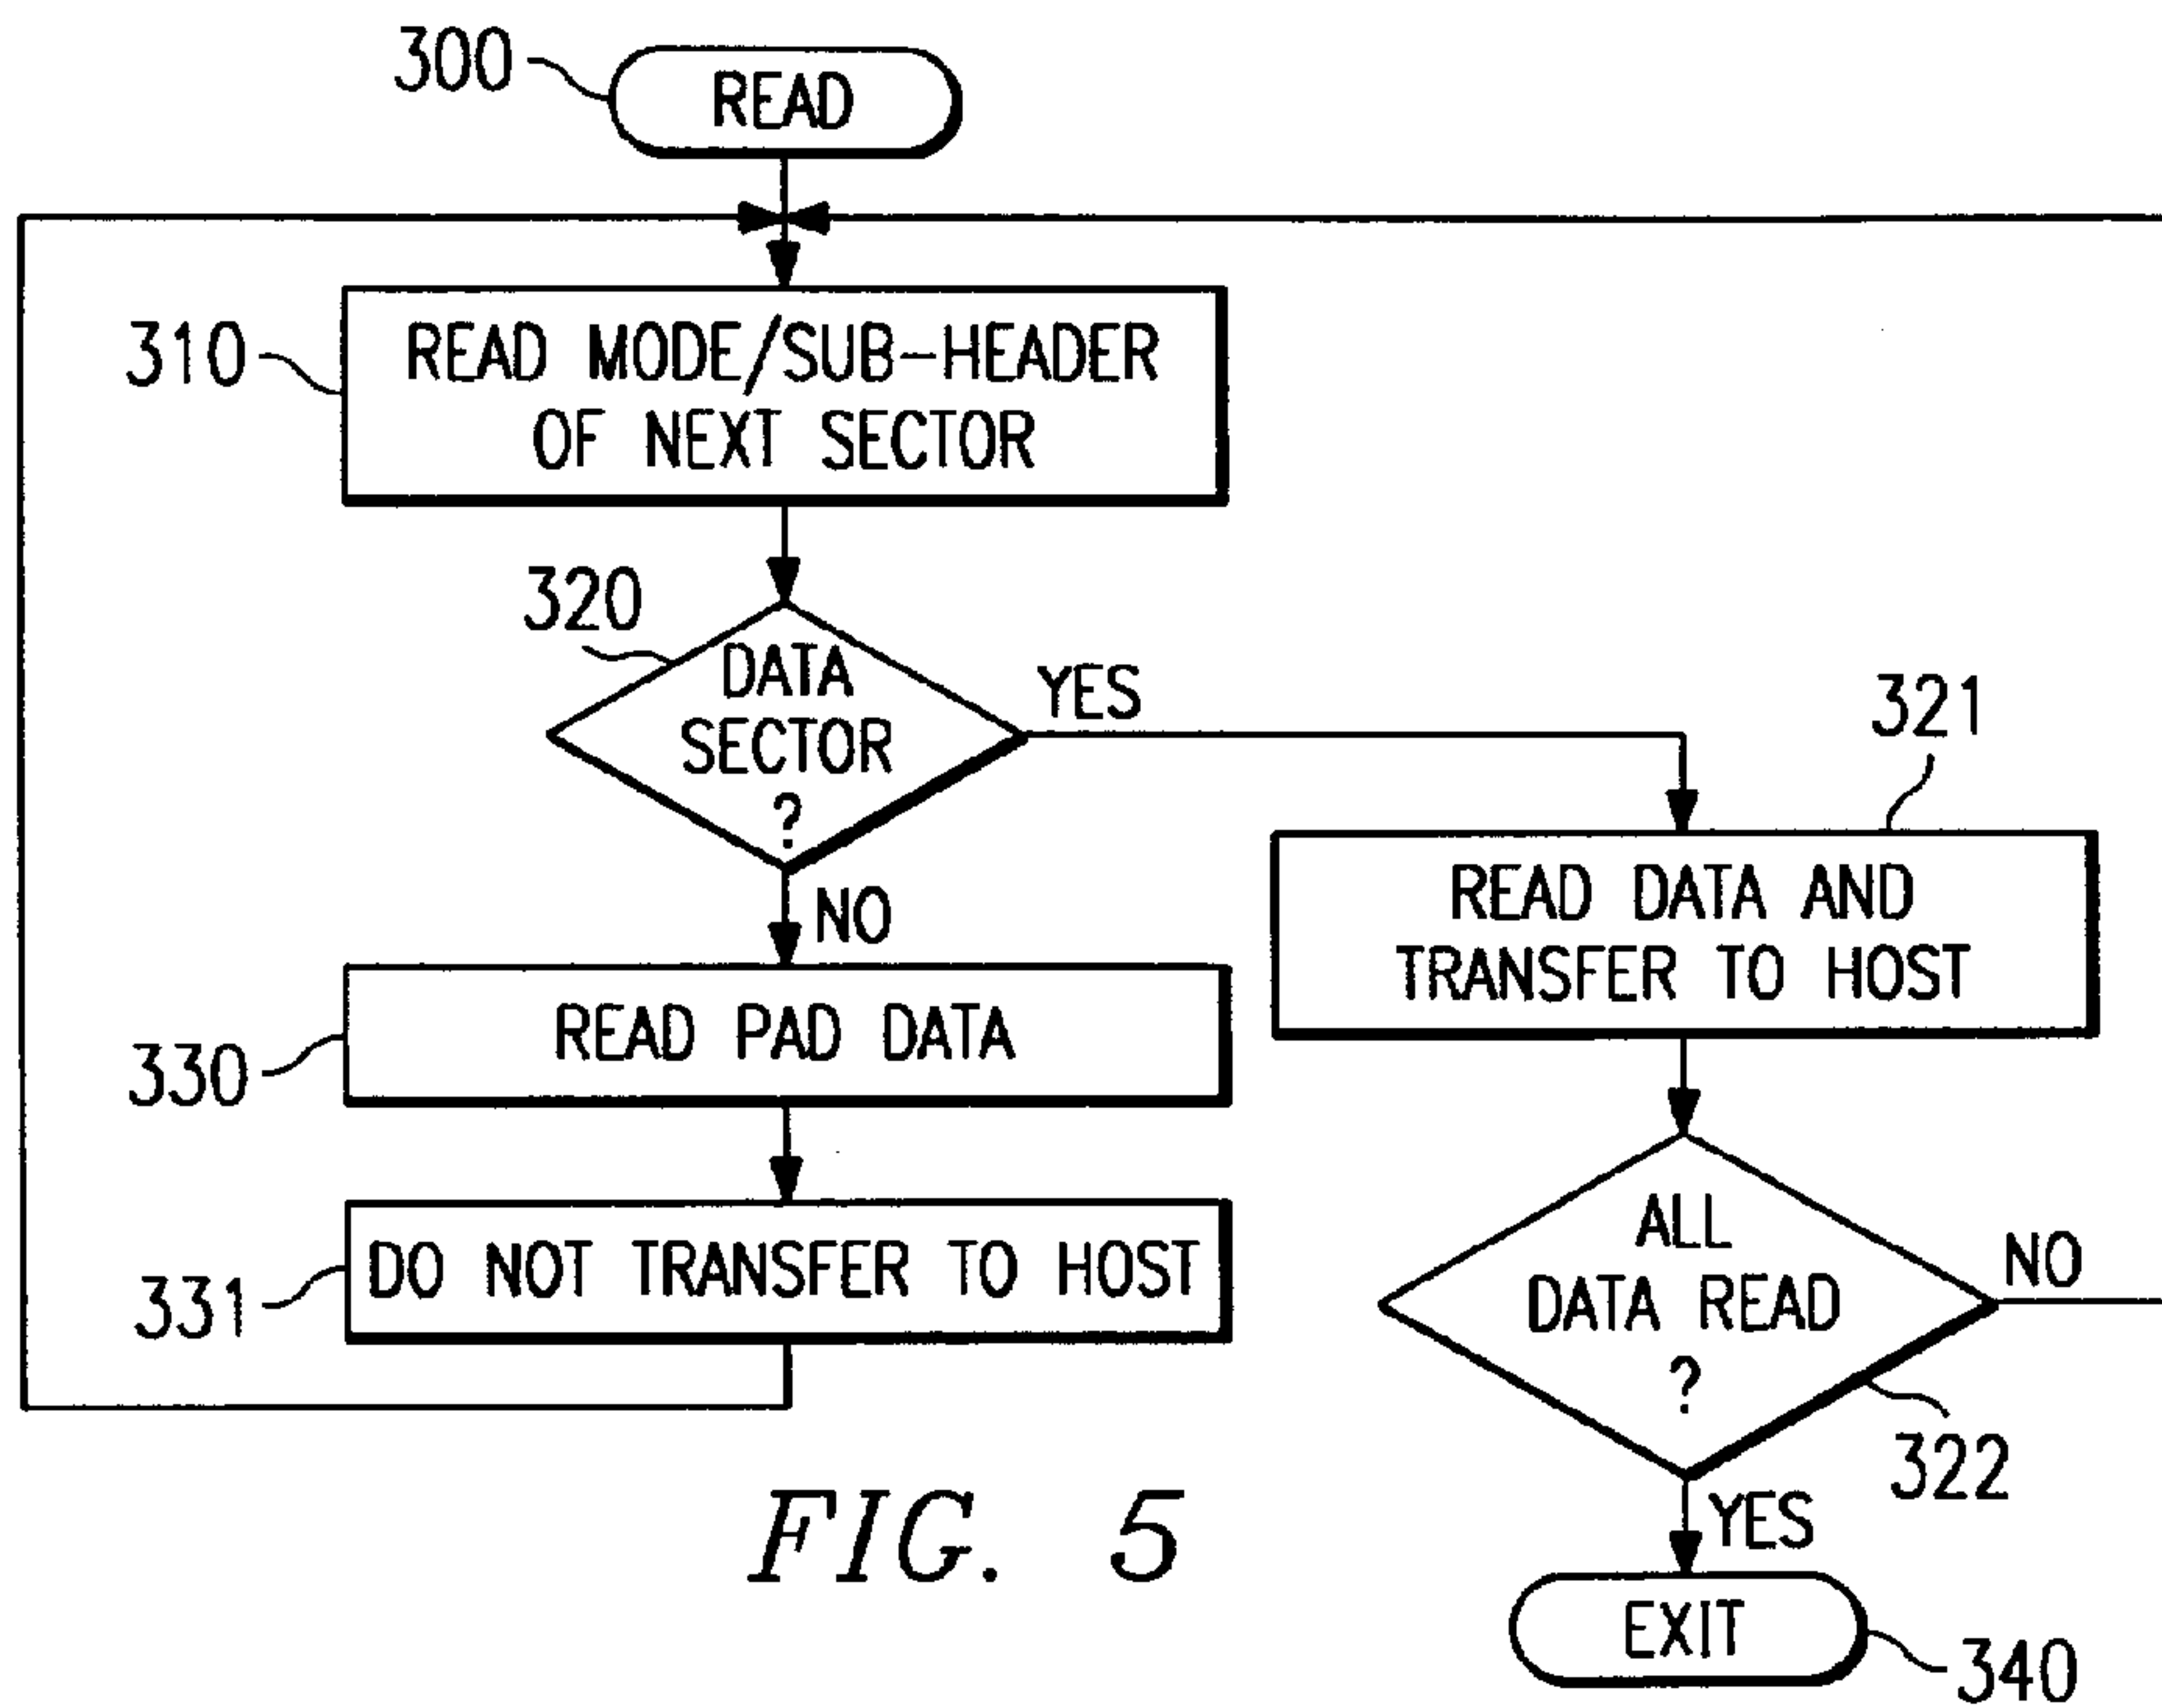 300
READ
310
READ MODE/SUB-HEADER
OF NEXT SECTOR
320
DATA
SECTOR
?
YES
NO
321
READ DATA AND
TRANSFER TO HOST
330
READ PAD DATA
331
DO NOT TRANSFER TO HOST
ALL
DATA READ
?
NO
322
YES
EXIT
340
FIG. 5